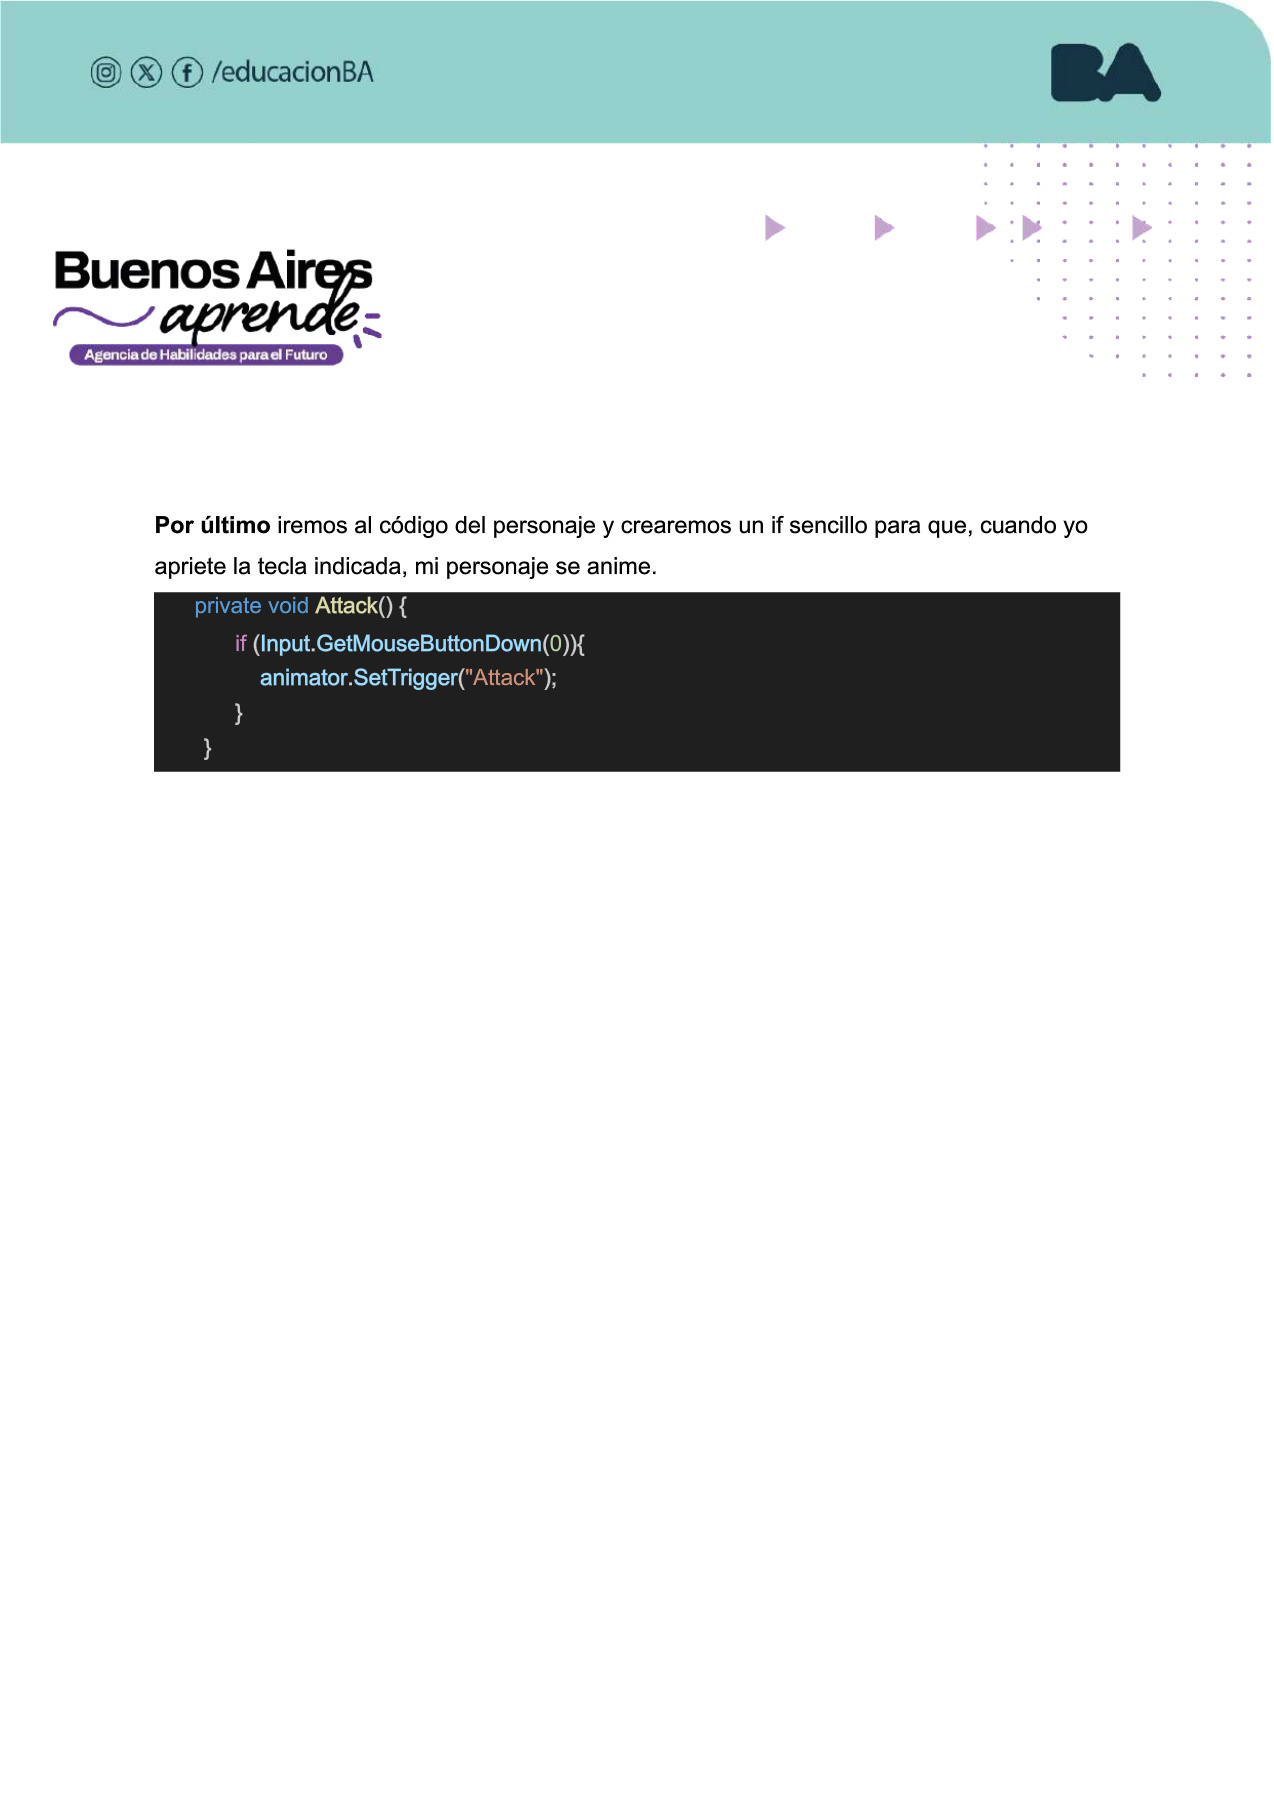 /educacionBA
BA
Buenos Aires
aprende
Agencia de Habilidades para el Futuro
Por último iremos al código del personaje y crearemos un if sencillo para que, cuando yo
apriete la tecla indicada, mi personaje se anime.
private void Attack() {
if (Input.GetMouseButtonDown(0)){
animator.SetTrigger("Attack");
}
}